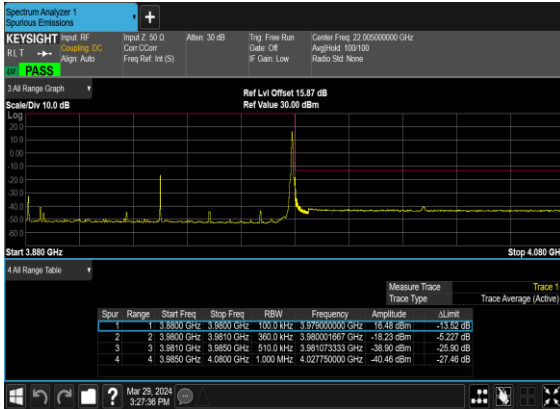 Spectrum Analyzer 1
Spurious Emissions
KEYSIGHT Input: RF Input Z: 50 Ω Atten: 30 dB Trig: Free Run Center Freq: 22.005000000 GHz
RLT Coupling: DC Corr CCorr Gate: Off Avg|Hold: 100/100
Align: Auto Freq Ref: Int (S) IF Gain: Low Radio Std: None
PASS
3 All Range Graph
Ref Lvl Offset 15.87 dB
Scale/Div 10.0 dB Ref Value 30.00 dBm
Log
20.0
10.0
0.00
-10.0
-20.0
-30.0
-40.0
-50.0
-60.0
Start 3.880 GHz Stop 4.080 GH
4 All Range Table
Measure Trace Trace 1
Trace Type Trace Average (Active)
Spur Range Start Freq Stop Freq RBW Frequency Amplitude ΔLimit
1 1 3.8800 GHz 3.9800 GHz 100.0 kHz 3.979000000 GHz 16.48 dBm -13.52 dB
2 2 3.9800 GHz 3.9810 GHz 360.0 kHz 3.980001667 GHz -18.23 dBm -5.227 dB
3 3 3.9810 GHz 3.9850 GHz 510.0 kHz 3.981073333 GHz -38.90 dBm -25.90 dB
4 4 3.9850 GHz 4.0800 GHz 1.000 MHz 4.027750000 GHz -40.46 dBm -27.46 dB
Mar 29, 2024
3:27:36 PM